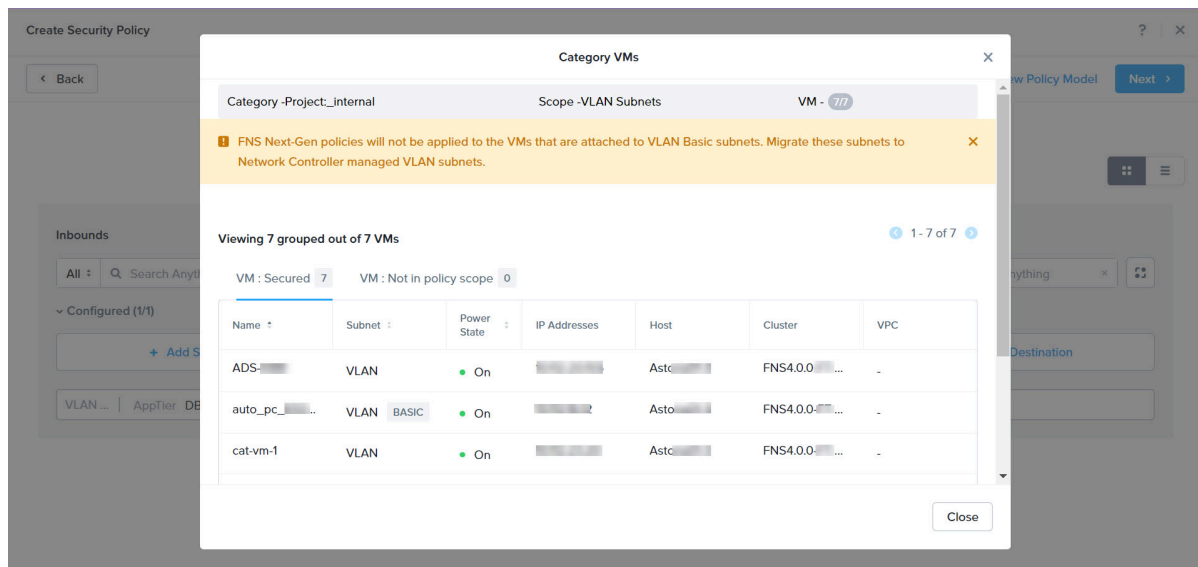 Create Security Policy
?
Back
ew Policy Model
Next
Category VMs
Category -Project:_internal Scope -VLAN Subnets VM - 7/7
FNS Next-Gen policies will not be applied to the VMs that are attached to VLAN Basic subnets. Migrate these subnets to
Network Controller managed VLAN subnets.
Viewing 7 grouped out of 7 VMs
1 - 7 of 7
VM : Secured 7 VM : Not in policy scope 0
Name Subnet Power State IP Addresses Host Cluster VPC
ADS- VLAN On Asto FNS4.0.0 ... -
auto_pc_ .. VLAN BASIC On Asto FNS4.0.0- ... -
cat-vm-1 VLAN On Asto FNS4.0.0- ... -
Close
Inbounds
All Search Anyt
Configured (1/1)
+ Add S
VLAN ... AppTier DB
nything
Destination